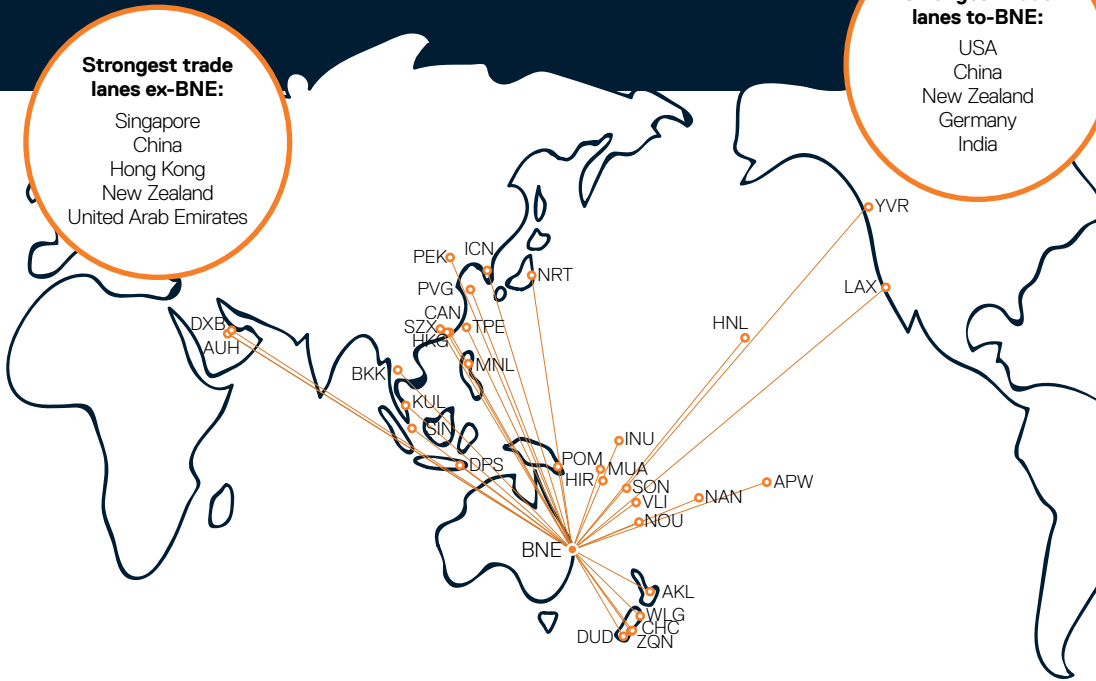 Strongest trade
lanes ex-BNE:
Singapore
China
Hong Kong
New Zealand
United Arab Emirates
lanes to-BNE:
USA
China
New Zealand
Germany
India
YVR
LAX
HNL
PEK
ICN
NRT
PVG
CAN
SZX
TPE
HKG
DXB
AUH
MNL
BKK
KUL
SIN
DPS
INU
POM
MUA
HIR
SON
APW
VLI
NAN
NOU
BNE
AKL
WLG
CHC
DUD
ZQN